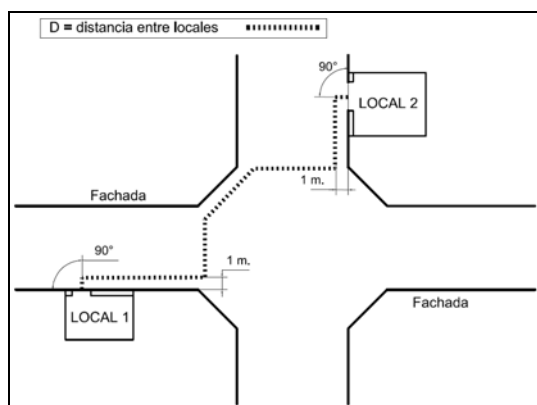 D = distancia entre locales
90°
LOCAL 2
1 m.
Fachada
90°
1 m.
LOCAL 1
Fachada